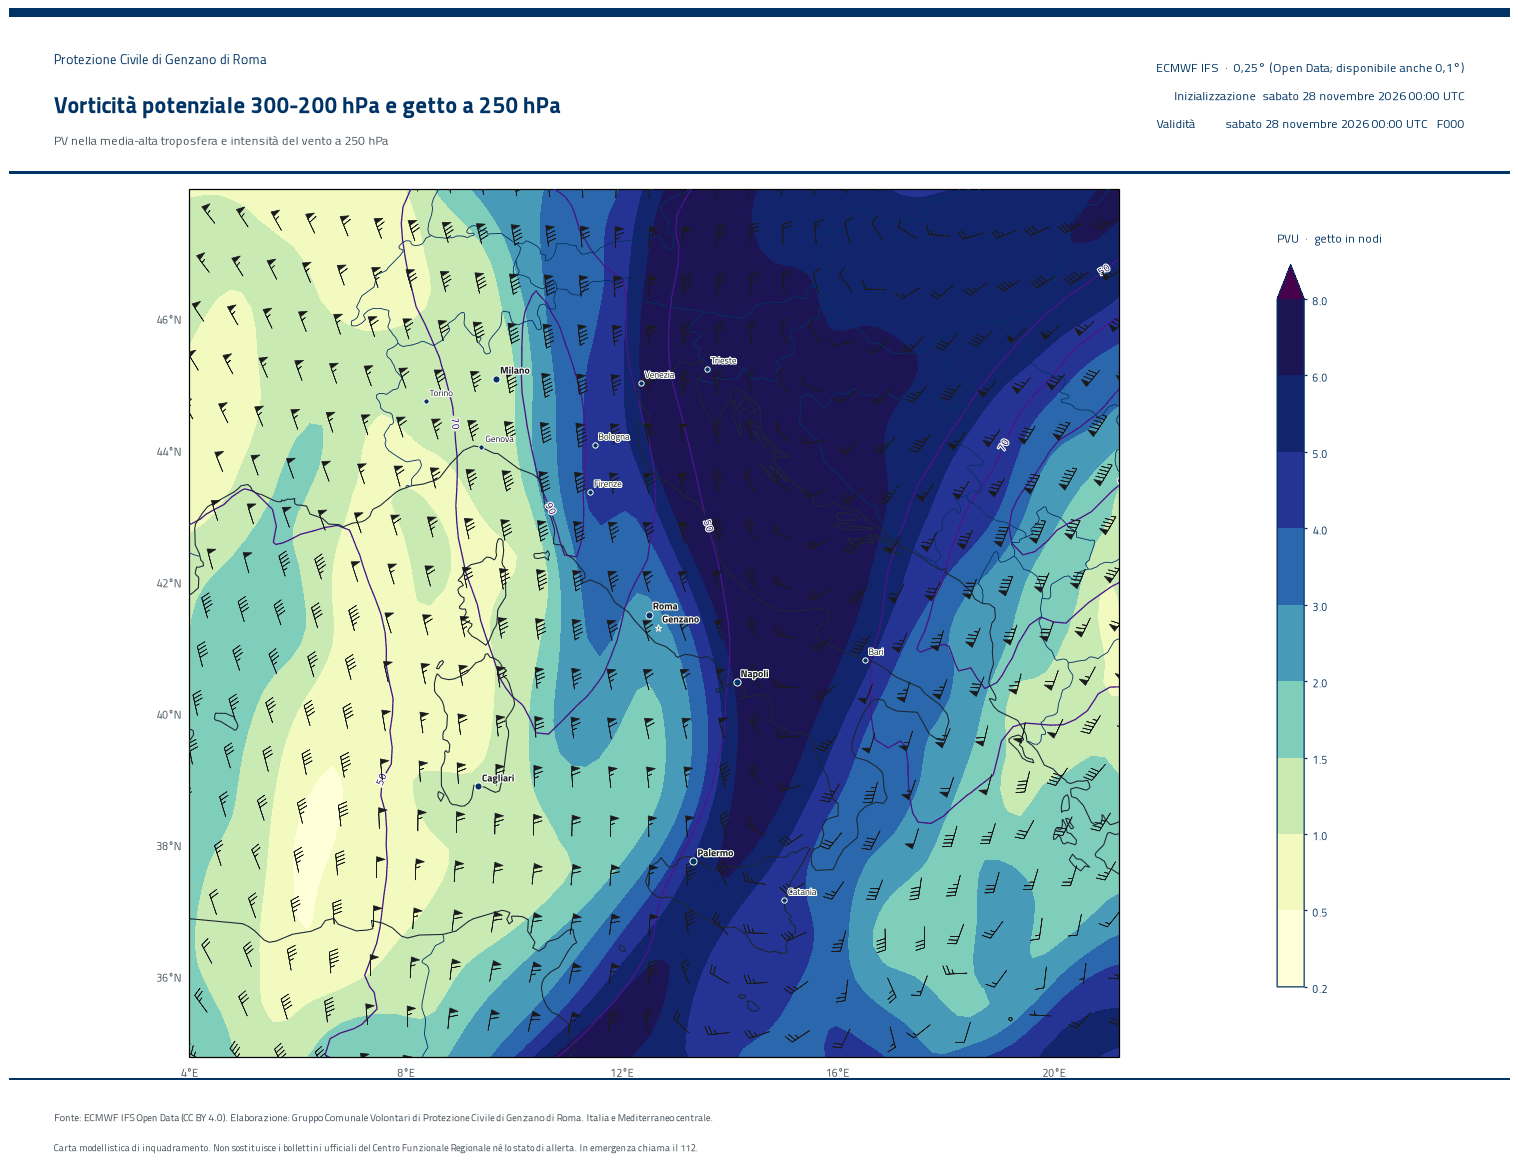 Protezione Civile di Genzano di Roma
Vorticità potenziale 300-200 hPa e getto a 250 hPa
PV nella media-alta troposfera e intensità del vento a 250 hPa
ECMWF IFS · 0,25° (Open Data; disponibile anche 0,1°)
Inizializzazione sabato 28 novembre 2026 00:00 UTC
Validità sabato 28 novembre 2026 00:00 UTC F000
PVU · getto in nodi
8.0
6.0
5.0
4.0
3.0
2.0
1.5
1.0
0.5
0.2
46°N
44°N
42°N
40°N
38°N
36°N
4°E
8°E
12°E
16°E
20°E
50
Trieste
Milano
Venezia
Torino
70
Genova
Bologna
70
Firenze
90
50
Roma
Genzano
Bari
Napoli
50
Cagliari
Palermo
Catania
Fonte: ECMWF IFS Open Data (CC BY 4.0). Elaborazione: Gruppo Comunale Volontari di Protezione Civile di Genzano di Roma. Italia e Mediterraneo centrale.
Carta modellistica di inquadramento. Non sostituisce i bollettini ufficiali del Centro Funzionale Regionale né lo stato di allerta. In emergenza chiama il 112.